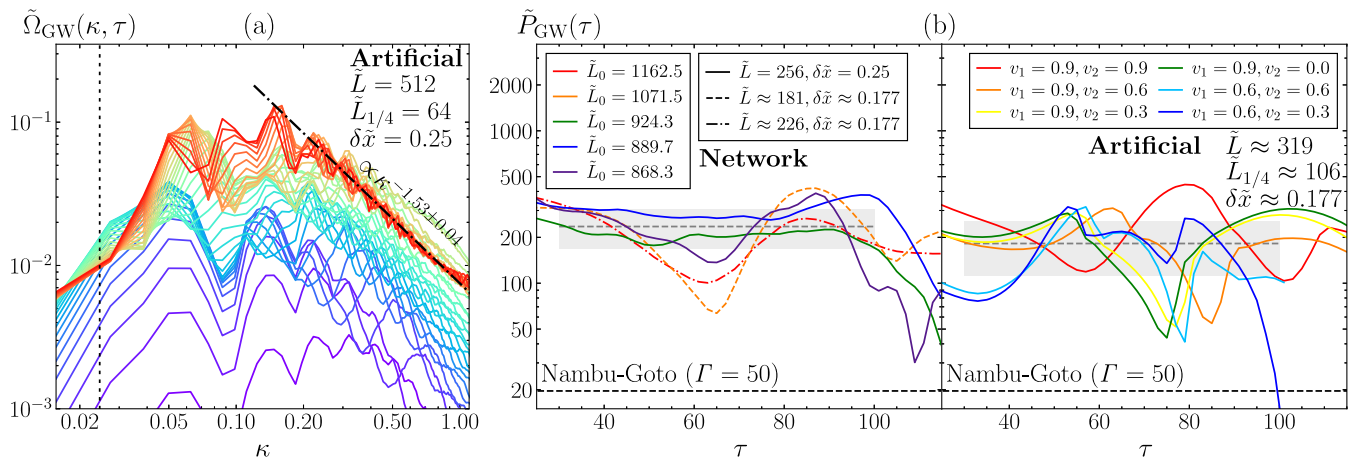 Ω̃_GW(κ, τ)
(a)
Artificial
L̃ = 512
L̃_{1/4} = 64
δx̃ = 0.25
∝κ^{−1.53±0.04}
10^{−1}
10^{−2}
10^{−3}
0.02 0.05 0.10 0.20 0.50 1.00
κ
P̃_GW(τ)
(b)
2000
1000
500
200
100
50
20
L̃_0 = 1162.5
L̃_0 = 1071.5
L̃_0 = 924.3
L̃_0 = 889.7
L̃_0 = 868.3
L̃ = 256, δx̃ = 0.25
L̃ ≈ 181, δx̃ ≈ 0.177
L̃ ≈ 226, δx̃ ≈ 0.177
Network
Nambu-Goto (Γ = 50)
40 60 80 100
τ
v_1 = 0.9, v_2 = 0.9
v_1 = 0.9, v_2 = 0.6
v_1 = 0.9, v_2 = 0.3
v_1 = 0.9, v_2 = 0.0
v_1 = 0.6, v_2 = 0.6
v_1 = 0.6, v_2 = 0.3
Artificial
L̃ ≈ 319
L̃_{1/4} ≈ 106
δx̃ ≈ 0.177
Nambu-Goto (Γ = 50)
40 60 80 100
τ